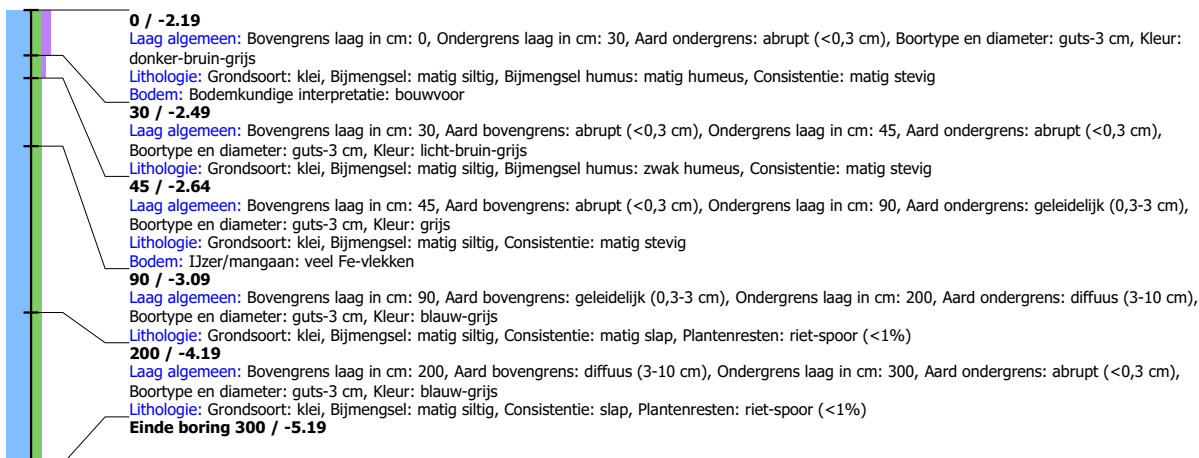 0 / -2.19
Laag algemeen: Bovengrens laag in cm: 0, Ondergrens laag in cm: 30, Aard ondergrens: abrupt (<0,3 cm), Boortype en diameter: guts-3 cm, Kleur:
donker-bruin-grijs
Lithologie: Grondsoort: klei, Bijmengsel: matig siltig, Bijmengsel humus: matig humeus, Consistentie: matig stevig
Bodem: Bodemkundige interpretatie: bouwvoor
30 / -2.49
Laag algemeen: Bovengrens laag in cm: 30, Aard bovengrens: abrupt (<0,3 cm), Ondergrens laag in cm: 45, Aard ondergrens: abrupt (<0,3 cm),
Boortype en diameter: guts-3 cm, Kleur: licht-bruin-grijs
Lithologie: Grondsoort: klei, Bijmengsel: matig siltig, Bijmengsel humus: zwak humeus, Consistentie: matig stevig
45 / -2.64
Laag algemeen: Bovengrens laag in cm: 45, Aard bovengrens: abrupt (<0,3 cm), Ondergrens laag in cm: 90, Aard ondergrens: geleidelijk (0,3-3 cm),
Boortype en diameter: guts-3 cm, Kleur: grijs
Lithologie: Grondsoort: klei, Bijmengsel: matig siltig, Consistentie: matig stevig
Bodem: IJzer/mangaan: veel Fe-vlekken
90 / -3.09
Laag algemeen: Bovengrens laag in cm: 90, Aard bovengrens: geleidelijk (0,3-3 cm), Ondergrens laag in cm: 200, Aard ondergrens: diffuus (3-10 cm),
Boortype en diameter: guts-3 cm, Kleur: blauw-grijs
Lithologie: Grondsoort: klei, Bijmengsel: matig siltig, Consistentie: matig slap, Plantenresten: riet-spoor (<1%)
200 / -4.19
Laag algemeen: Bovengrens laag in cm: 200, Aard bovengrens: diffuus (3-10 cm), Ondergrens laag in cm: 300, Aard ondergrens: abrupt (<0,3 cm),
Boortype en diameter: guts-3 cm, Kleur: blauw-grijs
Lithologie: Grondsoort: klei, Bijmengsel: matig siltig, Consistentie: slap, Plantenresten: riet-spoor (<1%)
Einde boring 300 / -5.19